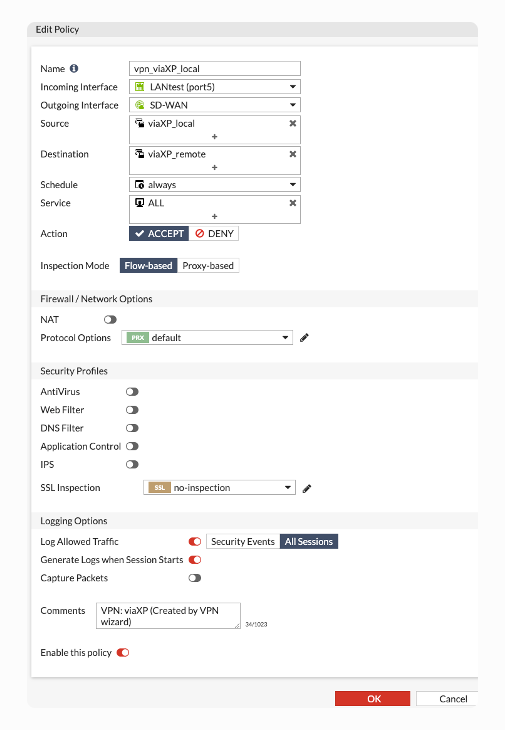 Edit Policy
Name
vpn_viaXP_local
Incoming Interface
LANtest (port5)
Outgoing Interface
SD-WAN
Source
viaXP_local
+
Destination
viaXP_remote
+
Schedule
always
Service
ALL
+
Action
ACCEPT
DENY
Inspection Mode
Flow-based
Proxy-based
Firewall / Network Options
NAT
Protocol Options
PRX
default
Security Profiles
AntiVirus
Web Filter
DNS Filter
Application Control
IPS
SSL Inspection
SSL
no-inspection
Logging Options
Log Allowed Traffic
Security Events
All Sessions
Generate Logs when Session Starts
Capture Packets
Comments
VPN: viaXP (Created by VPN
wizard)
34/1023
Enable this policy
OK
Cancel